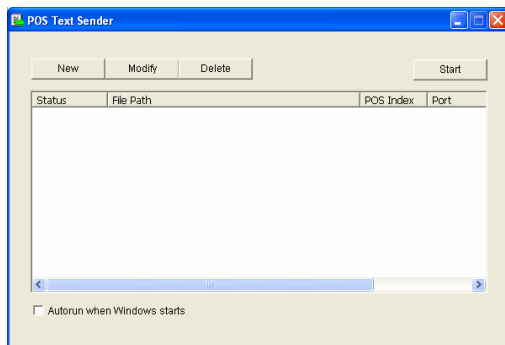 POS Text Sender
New Modify Delete Start
Status File Path POS Index Port
Autorun when Windows starts